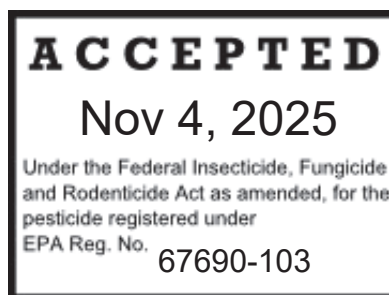 ACCEPTED
Nov 4, 2025
Under the Federal Insecticide, Fungicide
and Rodenticide Act as amended, for the
pesticide registered under
EPA Reg. No. 67690-103